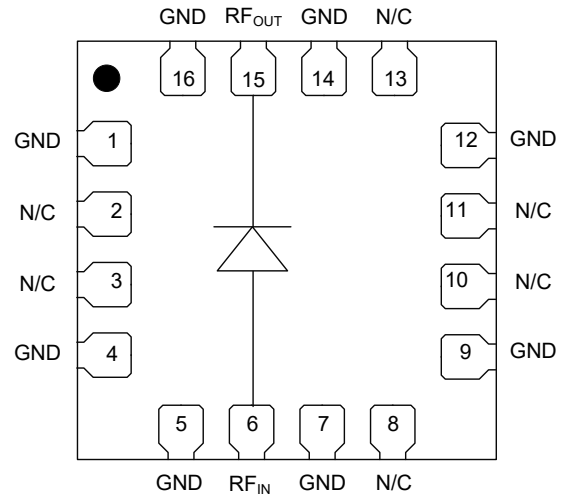 GND RFOUT GND N/C
16 15 14 13
GND 1 12 GND
N/C 2 11 N/C
N/C 3 10 N/C
GND 4 9 GND
5 6 7 8
GND RFIN GND N/C